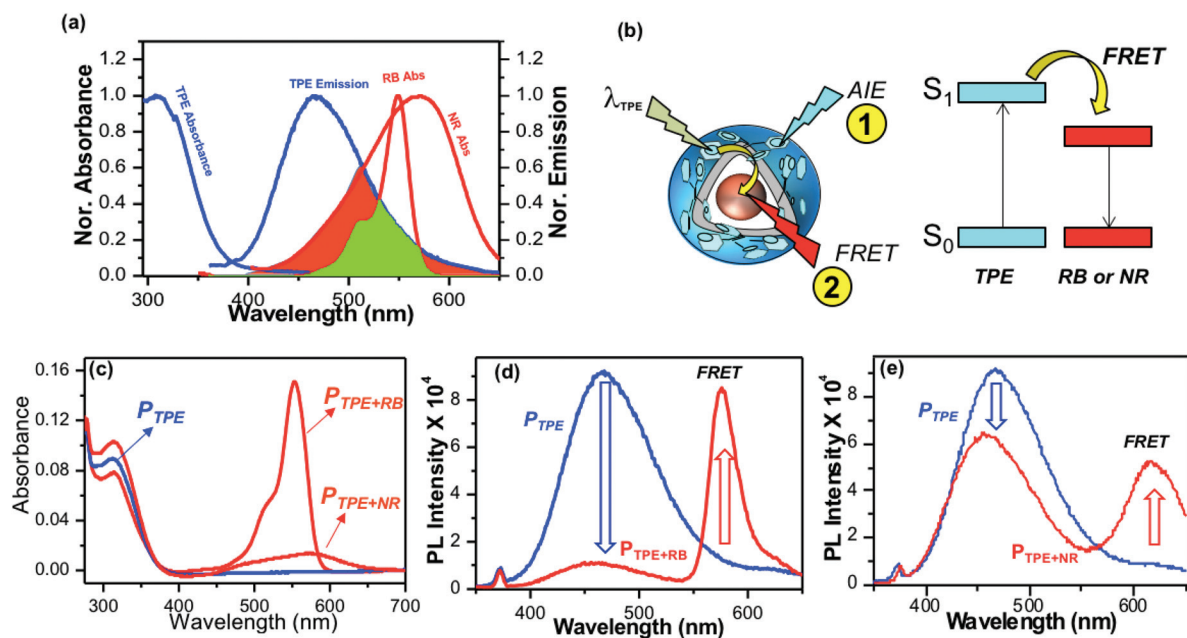 (a)
1.2
1.0
0.8
0.6
0.4
0.2
0.0
Nor. Absorbance
TPE Absorbance
TPE Emission
RB Abs
NR Abs
1.2
1.0
0.8
0.6
0.4
0.2
0.0
Nor. Emission
300 400 500 600
Wavelength (nm)
(b)
λTPE
AIE
1
FRET
2
FRET
S1
S0
TPE
RB or NR
(c)
0.16
0.12
0.08
0.04
0.00
Absorbance
PTPE
PTPE+RB
PTPE+NR
300 400 500 600 700
Wavelength (nm)
(d)
8
6
4
2
0
PL Intensity X 10^4
PTPE
FRET
PTPE+RB
400 500 600
Wavelength (nm)
(e)
8
6
4
2
0
PL Intensity X 10^4
PTPE
FRET
PTPE+NR
400 500 600
Wavelength (nm)